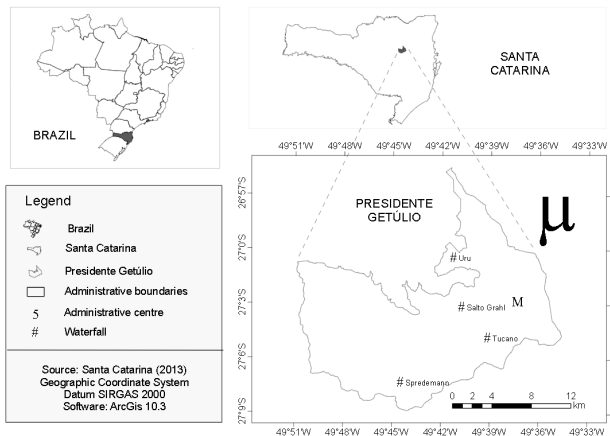 BRAZIL
SANTA
CATARINA
49°51'W 49°48'W 49°45'W 49°42'W 49°39'W 49°36'W 49°33'W
PRESIDENTE
GETÚLIO
µ
26°57'S
27°0'S
27°3'S
27°6'S
27°9'S
# Uru
# Salto Grahl
M
# Tucano
# Spredemann
0 2 4 8 12
km
49°51'W 49°48'W 49°45'W 49°42'W 49°39'W 49°36'W 49°33'W
Legend
Brazil
Santa Catarina
Presidente Getúlio
Administrative boundaries
5 Administrative centre
# Waterfall
Source: Santa Catarina (2013)
Geographic Coordinate System
Datum SIRGAS 2000
Software: ArcGis 10.3